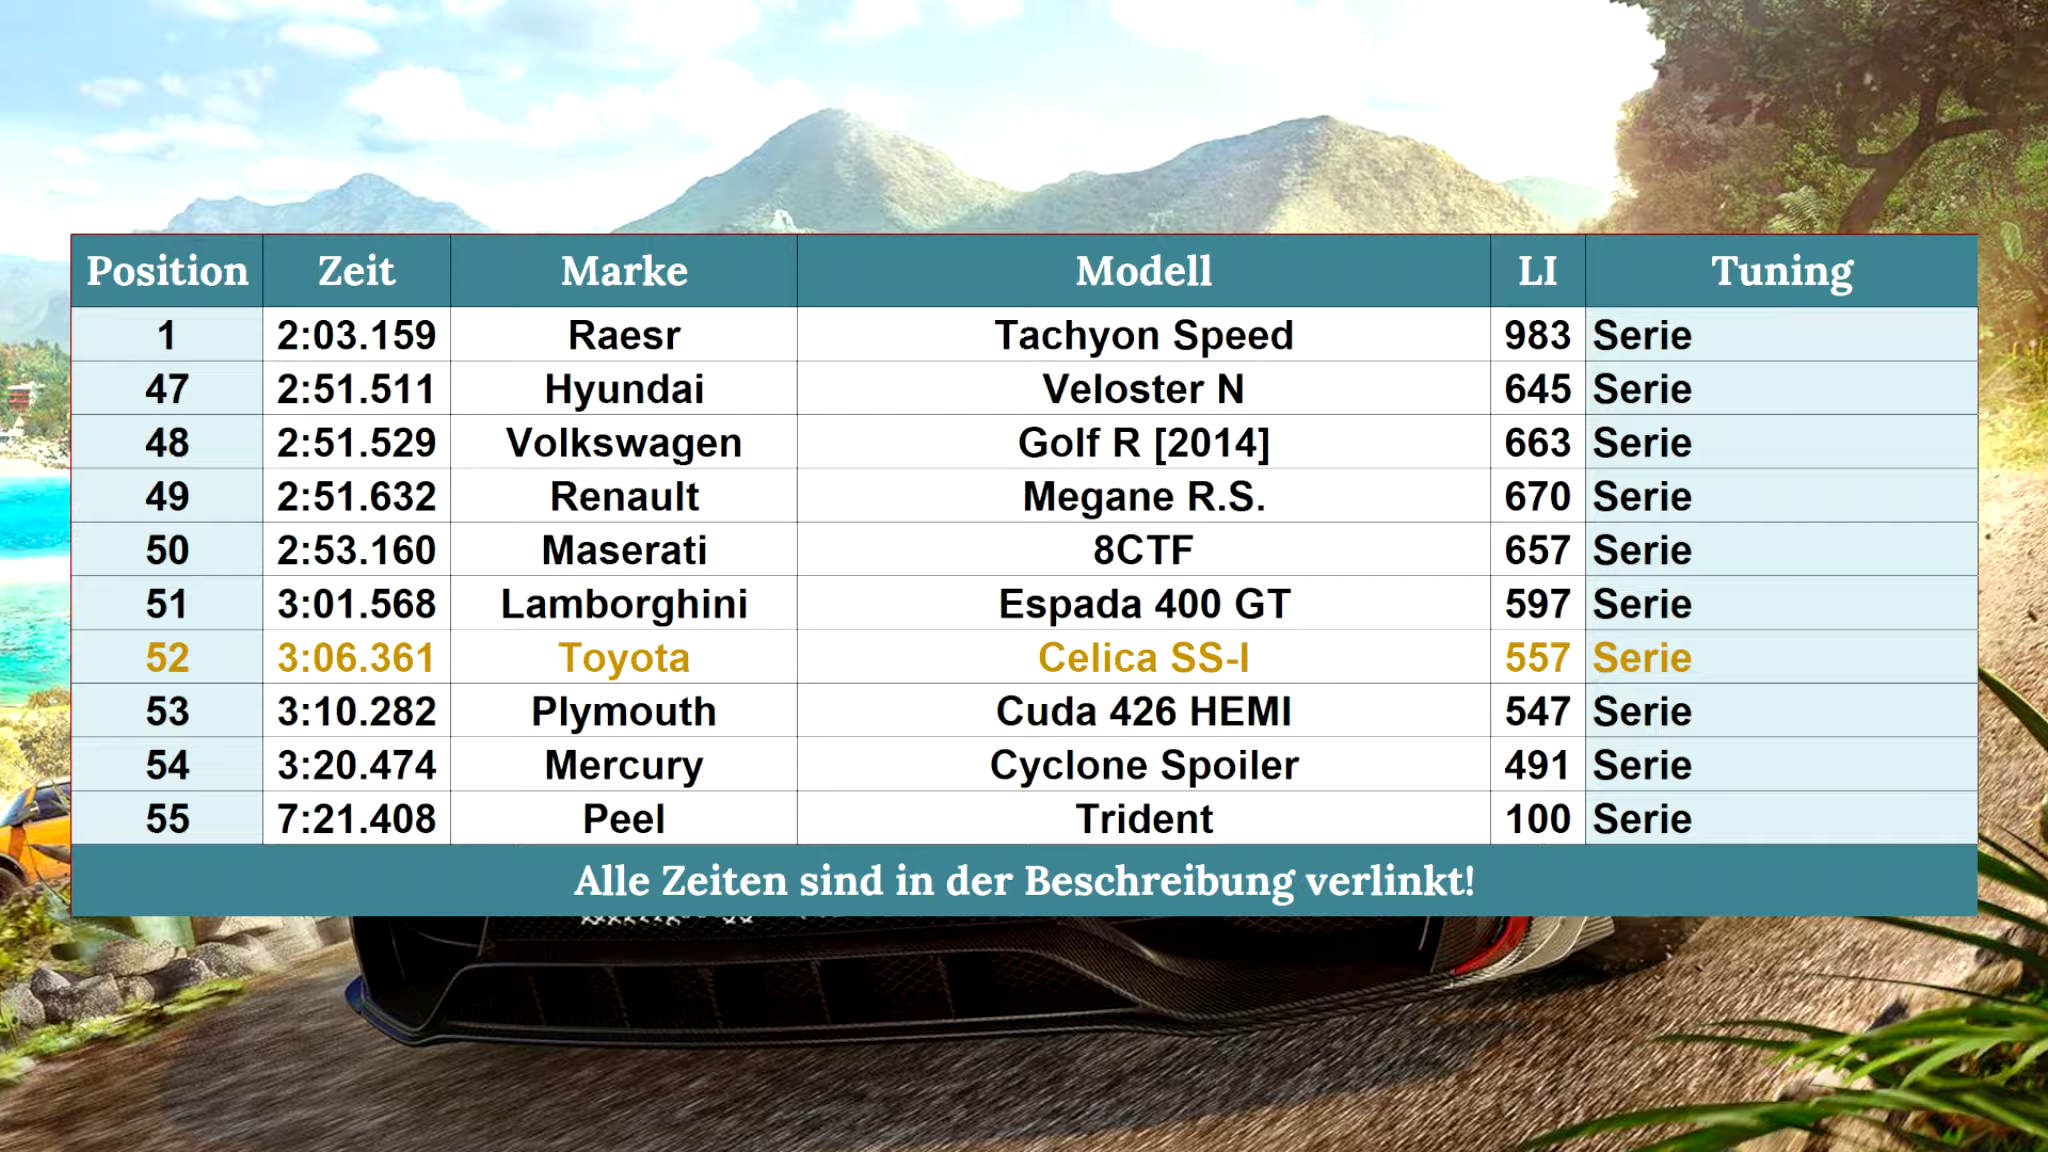 Position Zeit Marke Modell LI Tuning
1 2:03.159 Raesr Tachyon Speed 983 Serie
47 2:51.511 Hyundai Veloster N 645 Serie
48 2:51.529 Volkswagen Golf R [2014] 663 Serie
49 2:51.632 Renault Megane R.S. 670 Serie
50 2:53.160 Maserati 8CTF 657 Serie
51 3:01.568 Lamborghini Espada 400 GT 597 Serie
52 3:06.361 Toyota Celica SS-I 557 Serie
53 3:10.282 Plymouth Cuda 426 HEMI 547 Serie
54 3:20.474 Mercury Cyclone Spoiler 491 Serie
55 7:21.408 Peel Trident 100 Serie
Alle Zeiten sind in der Beschreibung verlinkt!